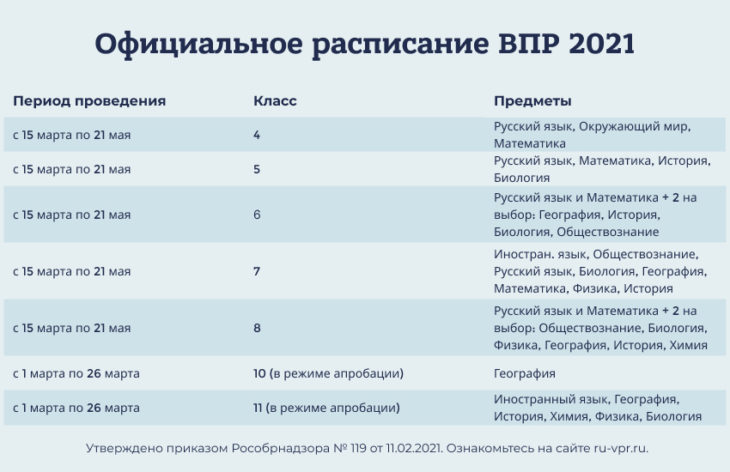 Официальное расписание ВПР 2021
Период проведения Класс Предметы
с 15 марта по 21 мая 4 Русский язык, Окружающий мир,
Математика
с 15 марта по 21 мая 5 Русский язык, Математика, История,
Биология
с 15 марта по 21 мая 6 Русский язык и Математика + 2 на
выбор: География, История,
Биология, Обществознание
с 15 марта по 21 мая 7 Иностран. язык, Обществознание,
Русский язык, Биология, География,
Математика, Физика, История
с 15 марта по 21 мая 8 Русский язык и Математика + 2 на
выбор: Обществознание, Биология,
Физика, География, История, Химия
с 1 марта по 26 марта 10 (в режиме апробации) География
с 1 марта по 26 марта 11 (в режиме апробации) Иностранный язык, География,
История, Химия, Физика, Биология
Утверждено приказом Рособрнадзора № 119 от 11.02.2021. Ознакомьтесь на сайте ru-vpr.ru.